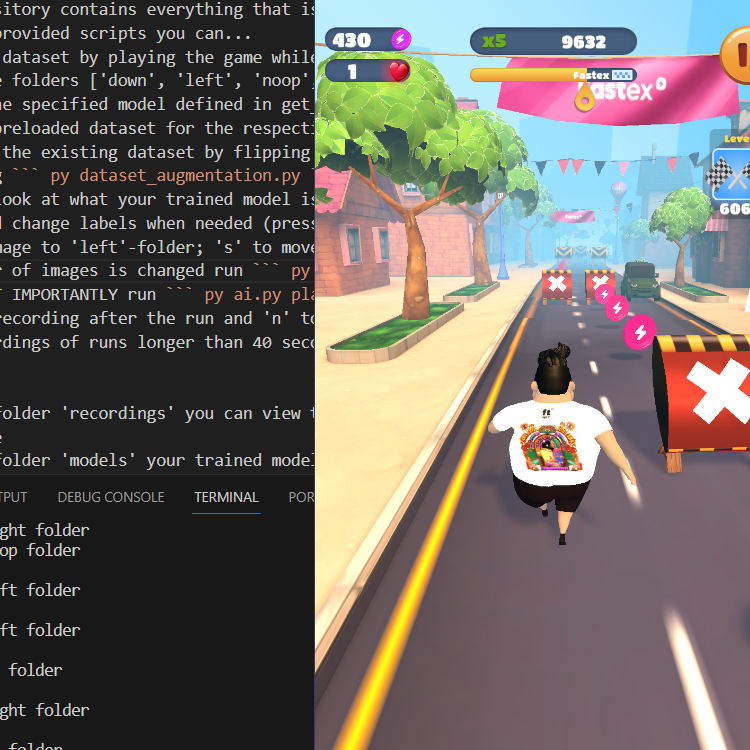 sitory contains everything that is
provided scripts you can...
dataset by playing the game while
folders ['down', 'left', 'noop'
he specified model defined in get_
preloaded dataset for the respecti
the existing dataset by flipping
``` py dataset_augmentation.py
look at what your trained model is
change labels when needed (press
mage to 'left'-folder; 's' to move
r of images is changed run ``` py
IMPORTANTLY run ``` py ai.py pla
recording after the run and 'n' to
rdings of runs longer than 40 seco
folder 'recordings' you can view t
folder 'models' your trained model
TPUT DEBUG CONSOLE TERMINAL POR
ght folder
op folder
ft folder
ft folder
folder
ght folder
folder
430
x5 9632
1
Fastex
astex
Leve
606
fastex